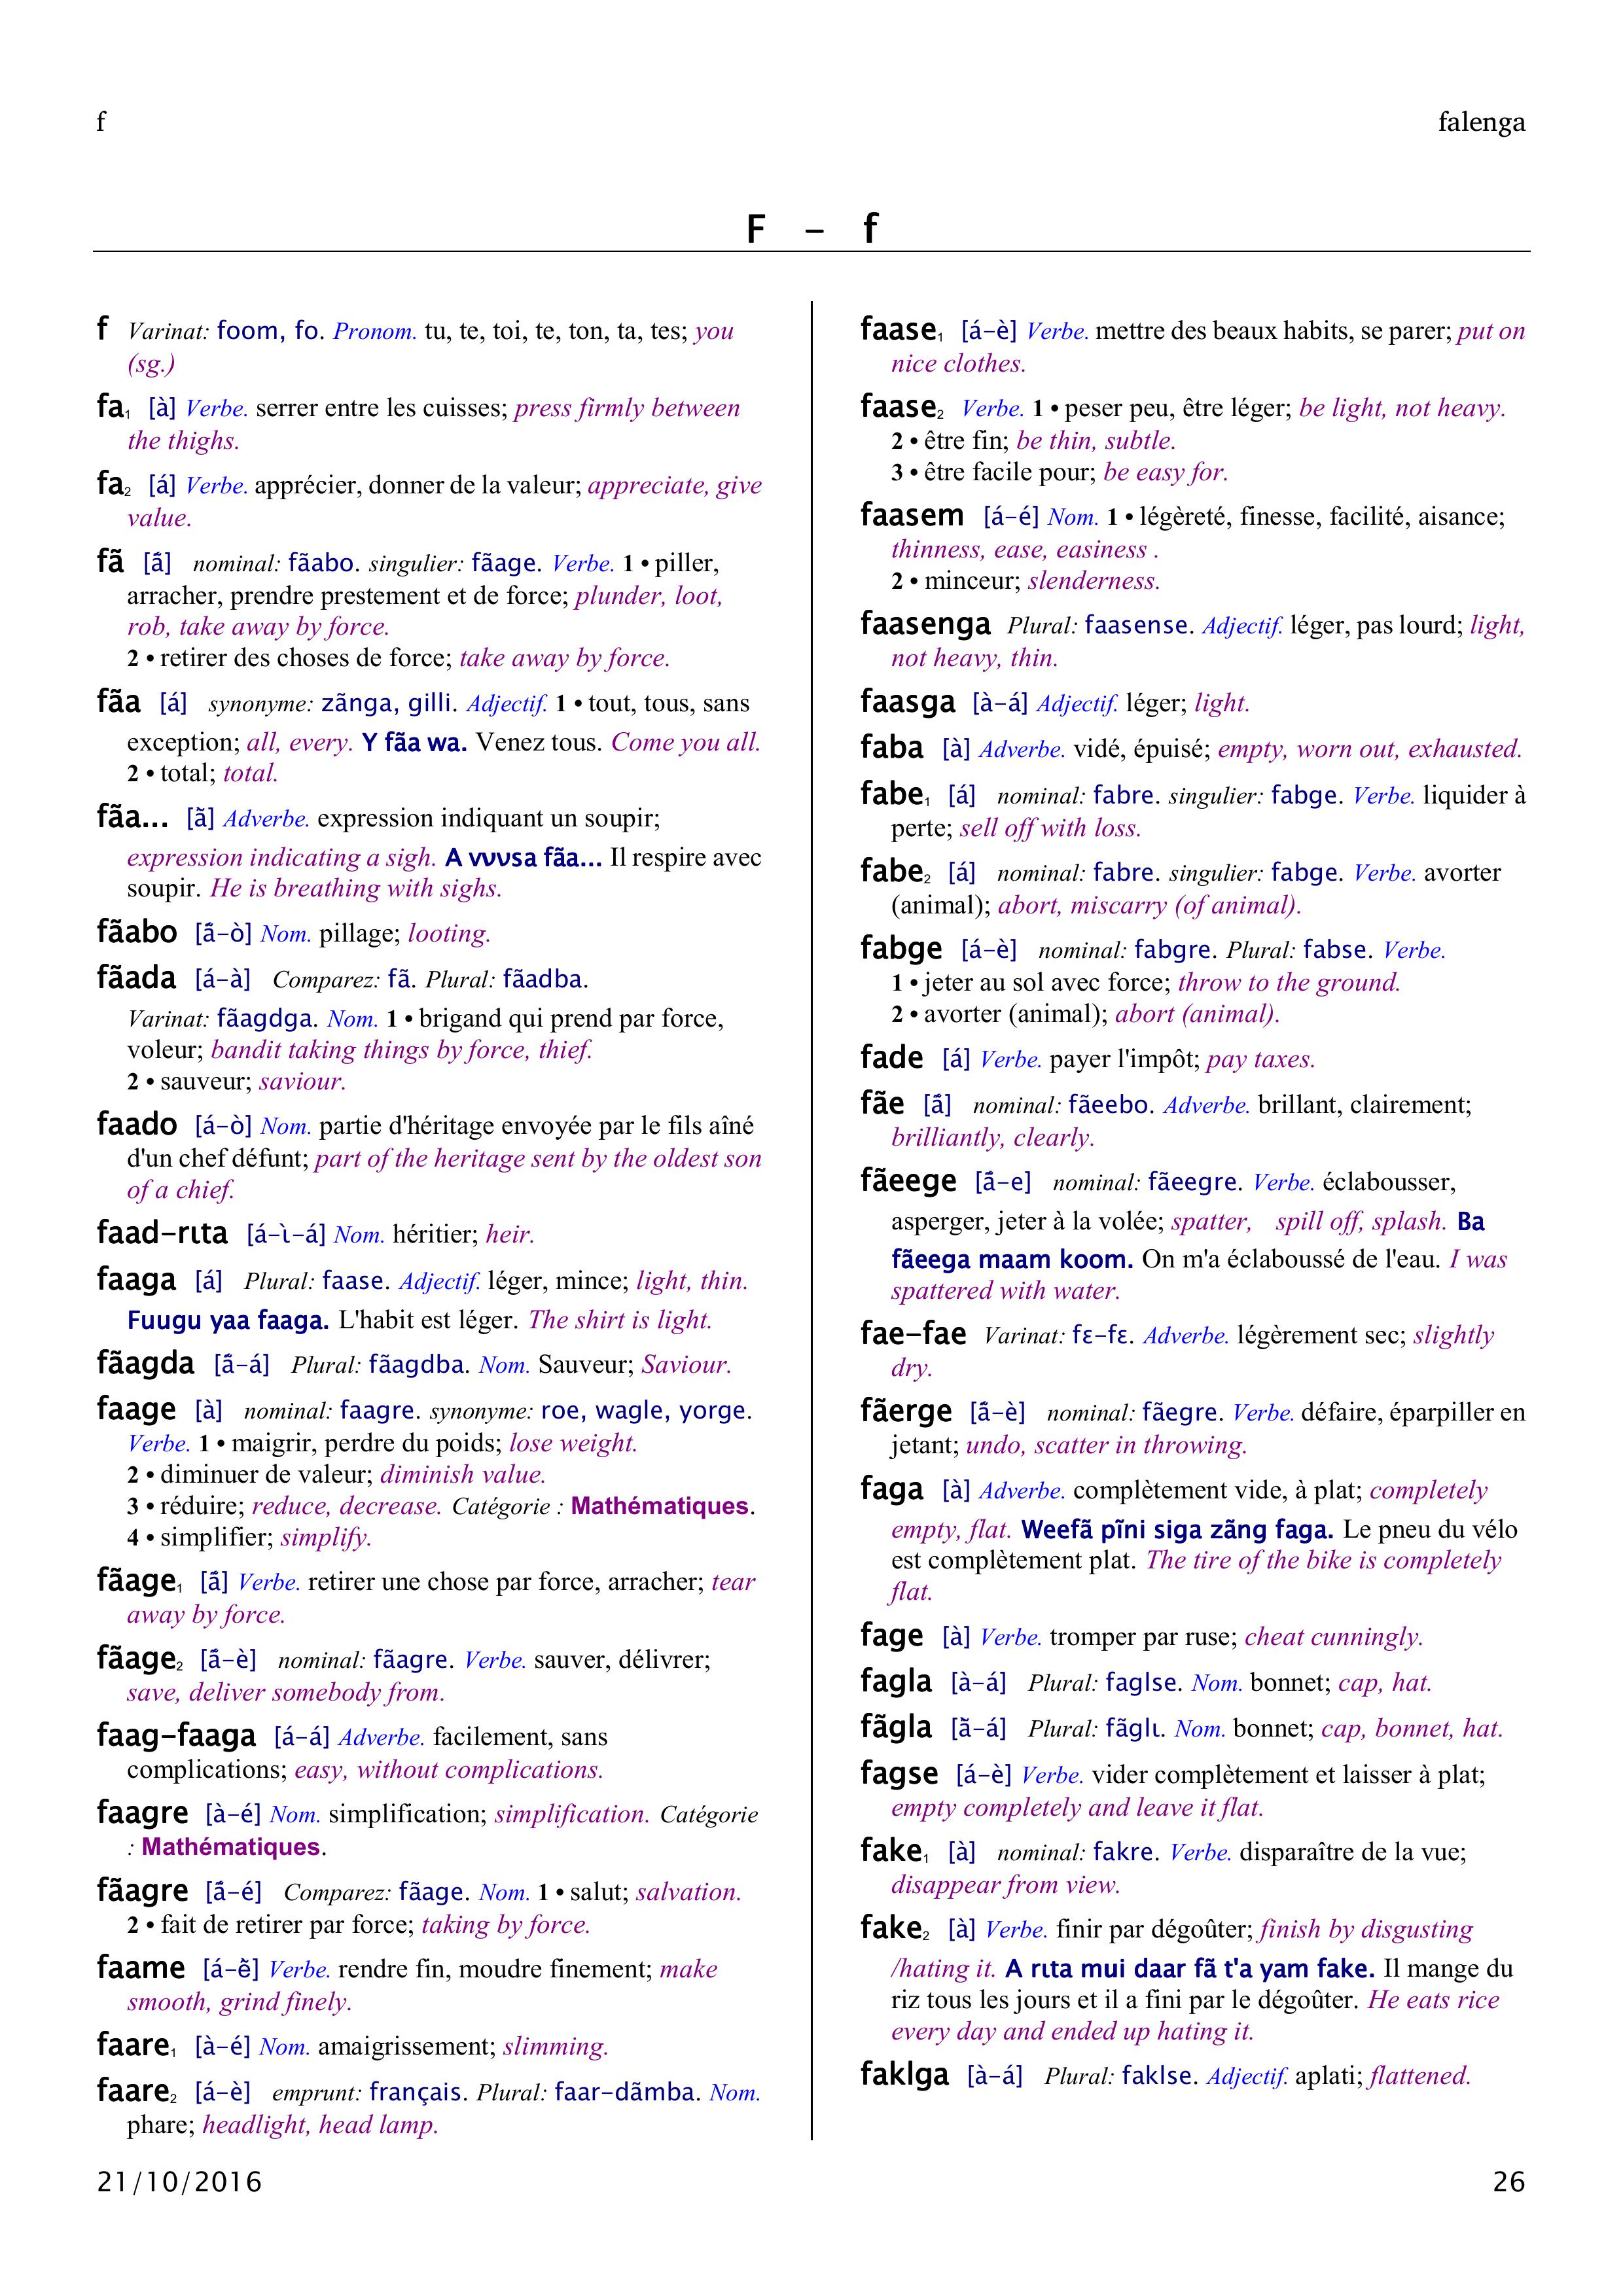 f
falenga
F – f
f Varinat: foom, fo. Pronom. tu, te, toi, te, ton, ta, tes; you
(sg.)
fa₁ [à] Verbe. serrer entre les cuisses; press firmly between
the thighs.
fa₂ [á] Verbe. apprécier, donner de la valeur; appreciate, give
value.
fã [ã́] nominal: fãabo. singulier: fãage. Verbe. 1 • piller,
arracher, prendre prestement et de force; plunder, loot,
rob, take away by force.
2 • retirer des choses de force; take away by force.
fãa [á] synonyme: zãnga, gilli. Adjectif. 1 • tout, tous, sans
exception; all, every. Y fãa wa. Venez tous. Come you all.
2 • total; total.
fãa... [ã̀] Adverbe. expression indiquant un soupir;
expression indicating a sigh. A vʋʋsa fãa... Il respire avec
soupir. He is breathing with sighs.
fãabo [ã́–ò] Nom. pillage; looting.
fãada [á–à] Comparez: fã. Plural: fãadba.
Varinat: fãagdga. Nom. 1 • brigand qui prend par force,
voleur; bandit taking things by force, thief.
2 • sauveur; saviour.
faado [á–ò] Nom. partie d'héritage envoyée par le fils aîné
d'un chef défunt; part of the heritage sent by the oldest son
of a chief.
faad–rɩta [á–ɩ̀–á] Nom. héritier; heir.
faaga [á] Plural: faase. Adjectif. léger, mince; light, thin.
Fuugu yaa faaga. L'habit est léger. The shirt is light.
fãagda [ã́–á] Plural: fãagdba. Nom. Sauveur; Saviour.
faage [à] nominal: faagre. synonyme: roe, wagle, yorge.
Verbe. 1 • maigrir, perdre du poids; lose weight.
2 • diminuer de valeur; diminish value.
3 • réduire; reduce, decrease. Catégorie : Mathématiques.
4 • simplifier; simplify.
fãage₁ [ã́] Verbe. retirer une chose par force, arracher; tear
away by force.
fãage₂ [ã́–è] nominal: fãagre. Verbe. sauver, délivrer;
save, deliver somebody from.
faag–faaga [á–á] Adverbe. facilement, sans
complications; easy, without complications.
faagre [à–é] Nom. simplification; simplification. Catégorie
: Mathématiques.
fãagre [ã́–é] Comparez: fãage. Nom. 1 • salut; salvation.
2 • fait de retirer par force; taking by force.
faame [á–ẽ̀] Verbe. rendre fin, moudre finement; make
smooth, grind finely.
faare₁ [à–é] Nom. amaigrissement; slimming.
faare₂ [á–è] emprunt: français. Plural: faar–dãmba. Nom.
phare; headlight, head lamp.
faase₁ [á–è] Verbe. mettre des beaux habits, se parer; put on
nice clothes.
faase₂ Verbe. 1 • peser peu, être léger; be light, not heavy.
2 • être fin; be thin, subtle.
3 • être facile pour; be easy for.
faasem [á–é] Nom. 1 • légèreté, finesse, facilité, aisance;
thinness, ease, easiness .
2 • minceur; slenderness.
faasenga Plural: faasense. Adjectif. léger, pas lourd; light,
not heavy, thin.
faasga [à–á] Adjectif. léger; light.
faba [à] Adverbe. vidé, épuisé; empty, worn out, exhausted.
fabe₁ [á] nominal: fabre. singulier: fabge. Verbe. liquider à
perte; sell off with loss.
fabe₂ [á] nominal: fabre. singulier: fabge. Verbe. avorter
(animal); abort, miscarry (of animal).
fabge [á–è] nominal: fabgre. Plural: fabse. Verbe.
1 • jeter au sol avec force; throw to the ground.
2 • avorter (animal); abort (animal).
fade [á] Verbe. payer l'impôt; pay taxes.
fãe [ã́] nominal: fãeebo. Adverbe. brillant, clairement;
brilliantly, clearly.
fãeege [ã́–e] nominal: fãeegre. Verbe. éclabousser,
asperger, jeter à la volée; spatter, spill off, splash. Ba
fãeega maam koom. On m'a éclaboussé de l'eau. I was
spattered with water.
fae–fae Varinat: fɛ–fɛ. Adverbe. légèrement sec; slightly
dry.
fãerge [ã́–è] nominal: fãegre. Verbe. défaire, éparpiller en
jetant; undo, scatter in throwing.
faga [à] Adverbe. complètement vide, à plat; completely
empty, flat. Weefã pĩni siga zãng faga. Le pneu du vélo
est complètement plat. The tire of the bike is completely
flat.
fage [à] Verbe. tromper par ruse; cheat cunningly.
fagla [à–á] Plural: faglse. Nom. bonnet; cap, hat.
fãgla [ã̀–á] Plural: fãglɩ. Nom. bonnet; cap, bonnet, hat.
fagse [á–è] Verbe. vider complètement et laisser à plat;
empty completely and leave it flat.
fake₁ [à] nominal: fakre. Verbe. disparaître de la vue;
disappear from view.
fake₂ [à] Verbe. finir par dégoûter; finish by disgusting
/hating it. A rɩta mui daar fã t'a yam fake. Il mange du
riz tous les jours et il a fini par le dégoûter. He eats rice
every day and ended up hating it.
faklga [à–á] Plural: faklse. Adjectif. aplati; flattened.
21/10/2016
26